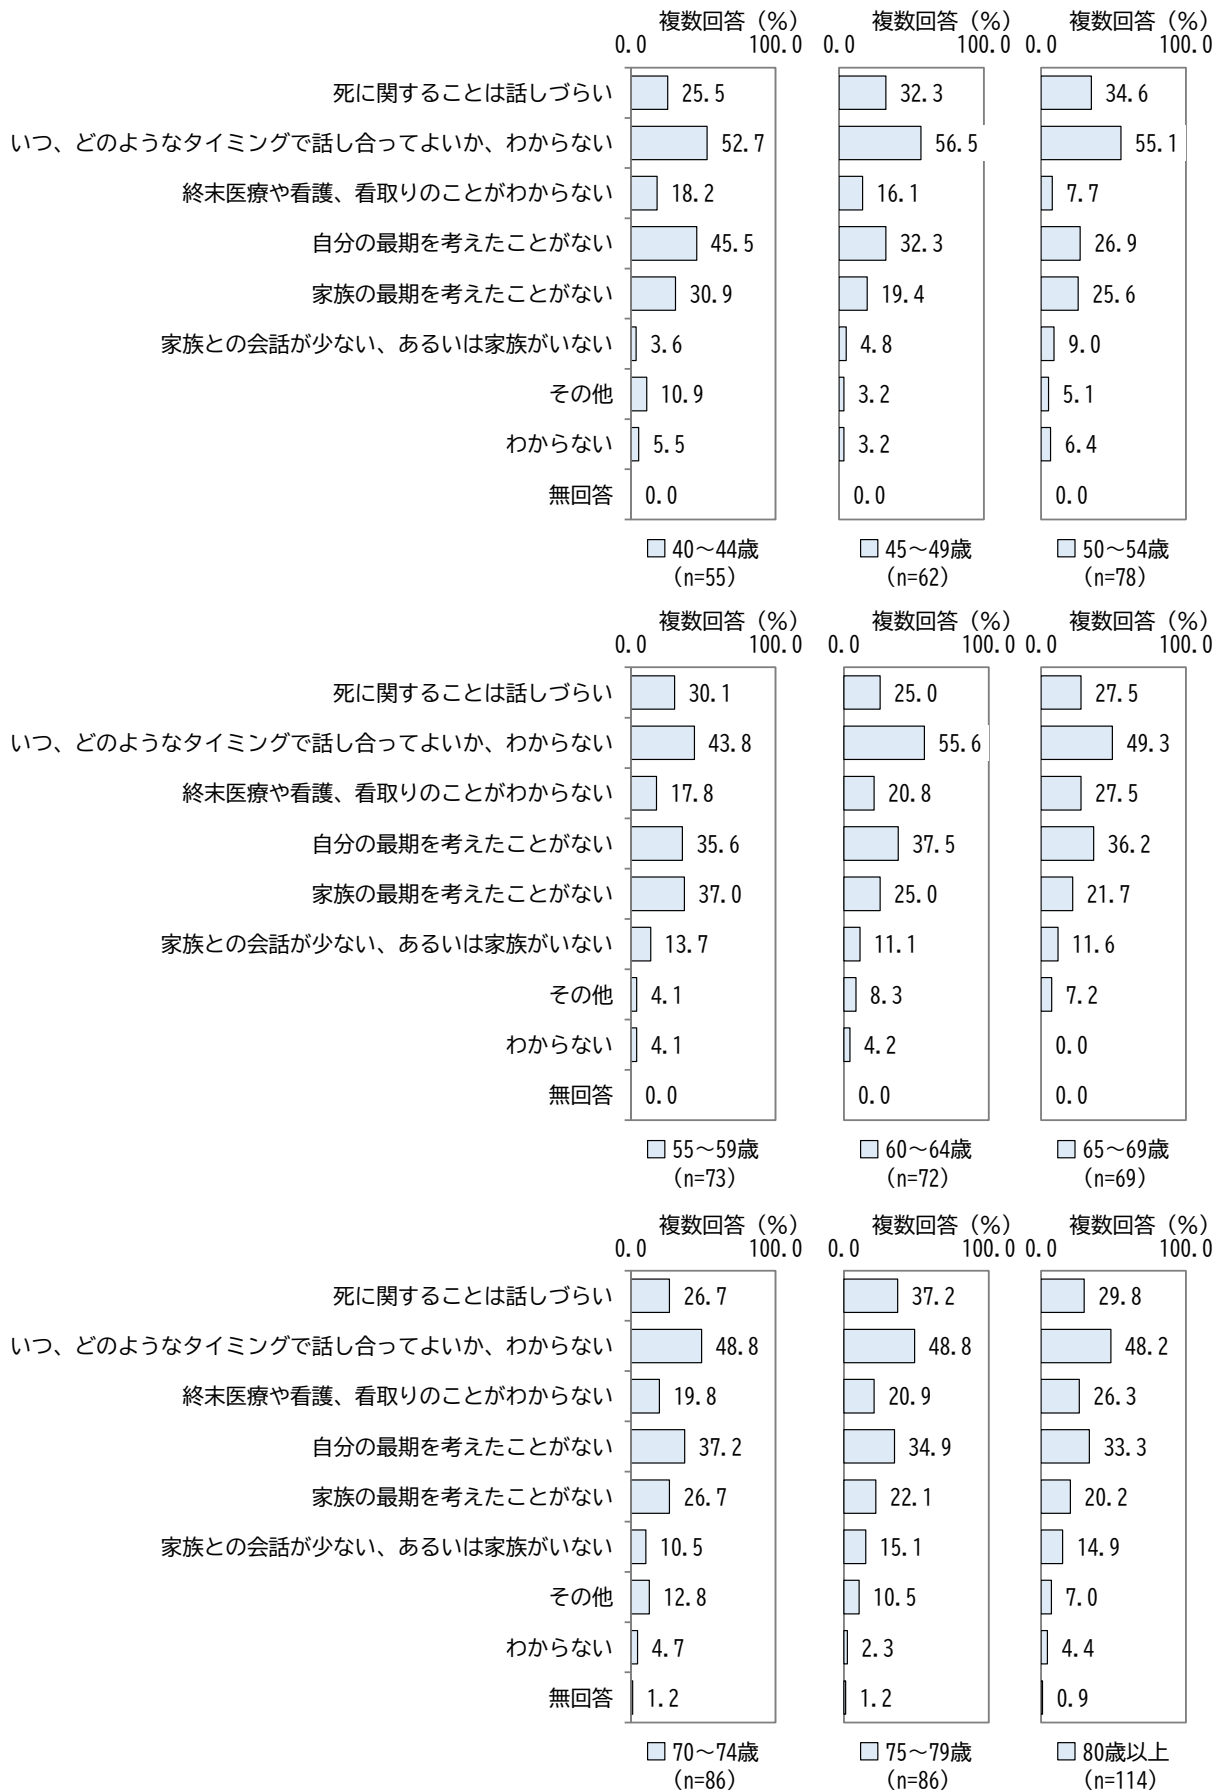 複数回答（%） 複数回答（%） 複数回答（%）
0.0 100.0 0.0 100.0 0.0 100.0
死に関することは話しづらい 25.5 32.3 34.6
いつ、どのようなタイミングで話し合ってよいか、わからない 52.7 56.5 55.1
終末医療や看護、看取りのことがわからない 18.2 16.1 7.7
自分の最期を考えたことがない 45.5 32.3 26.9
家族の最期を考えたことがない 30.9 19.4 25.6
家族との会話が少ない、あるいは家族がいない 3.6 4.8 9.0
その他 10.9 3.2 5.1
わからない 5.5 3.2 6.4
無回答 0.0 0.0 0.0
40～44歳 45～49歳 50～54歳
（n=55） （n=62） （n=78）
複数回答（%） 複数回答（%） 複数回答（%）
0.0 100.0 0.0 100.0 0.0 100.0
死に関することは話しづらい 30.1 25.0 27.5
いつ、どのようなタイミングで話し合ってよいか、わからない 43.8 55.6 49.3
終末医療や看護、看取りのことがわからない 17.8 20.8 27.5
自分の最期を考えたことがない 35.6 37.5 36.2
家族の最期を考えたことがない 37.0 25.0 21.7
家族との会話が少ない、あるいは家族がいない 13.7 11.1 11.6
その他 4.1 8.3 7.2
わからない 4.1 4.2 0.0
無回答 0.0 0.0 0.0
55～59歳 60～64歳 65～69歳
（n=73） （n=72） （n=69）
複数回答（%） 複数回答（%） 複数回答（%）
0.0 100.0 0.0 100.0 0.0 100.0
死に関することは話しづらい 26.7 37.2 29.8
いつ、どのようなタイミングで話し合ってよいか、わからない 48.8 48.8 48.2
終末医療や看護、看取りのことがわからない 19.8 20.9 26.3
自分の最期を考えたことがない 37.2 34.9 33.3
家族の最期を考えたことがない 26.7 22.1 20.2
家族との会話が少ない、あるいは家族がいない 10.5 15.1 14.9
その他 12.8 10.5 7.0
わからない 4.7 2.3 4.4
無回答 1.2 1.2 0.9
70～74歳 75～79歳 80歳以上
（n=86） （n=86） （n=114）